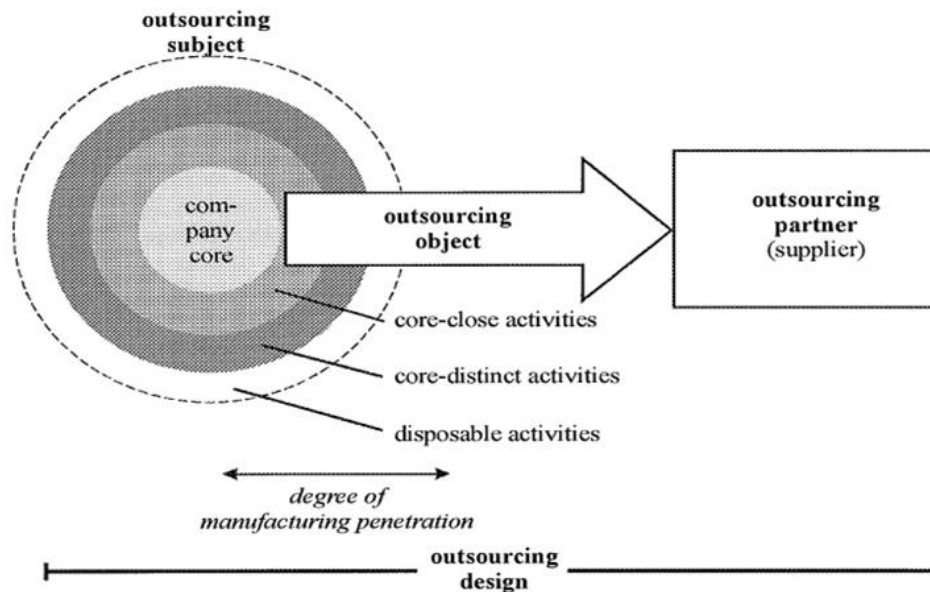 outsourcing
subject
com-
pany
core
outsourcing
object
outsourcing
partner
(supplier)
core-close activities
core-distinct activities
disposable activities
degree of
manufacturing penetration
outsourcing
design